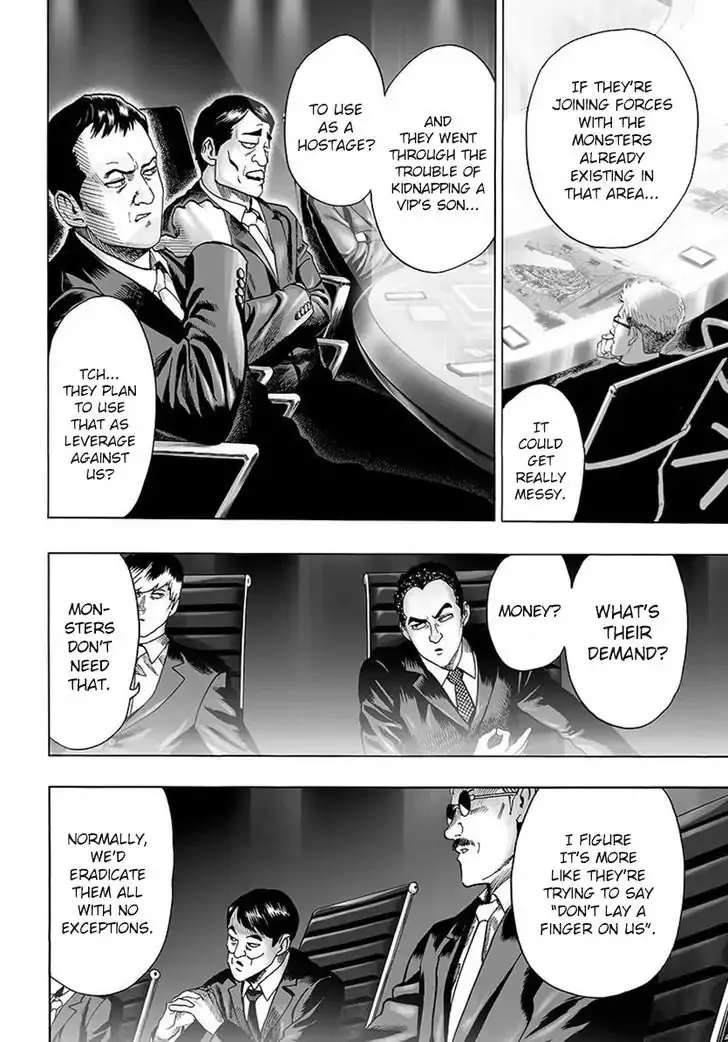 IF THEY'RE
JOINING FORCES
WITH THE
MONSTERS
ALREADY
EXISTING IN
THAT AREA...
IT
COULD
GET
REALLY
MESSY.
AND
THEY WENT
THROUGH THE
TROUBLE OF
KIDNAPPING A
VIP'S SON...
TO USE
AS A
HOSTAGE?
TCH...
THEY PLAN
TO USE
THAT AS
LEVERAGE
AGAINST
US?
WHAT'S
THEIR
DEMAND?
MONEY?
MON-
STERS
DON'T
NEED
THAT.
I FIGURE
IT'S MORE
LIKE THEY'RE
TRYING TO SAY
"DON'T LAY A
FINGER ON US".
NORMALLY,
WE'D
ERADICATE
THEM ALL
WITH NO
EXCEPTIONS.